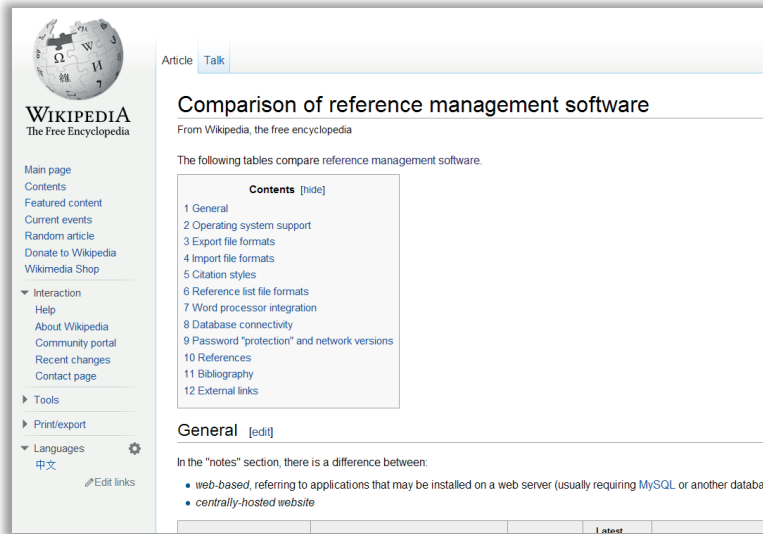 Ω
W
И
維
WIKIPEDIA
The Free Encyclopedia
Main page
Contents
Featured content
Current events
Random article
Donate to Wikipedia
Wikimedia Shop
Interaction
Help
About Wikipedia
Community portal
Recent changes
Contact page
Tools
Print/export
Languages
中文
Edit links
Article Talk
Comparison of reference management software
From Wikipedia, the free encyclopedia
The following tables compare reference management software.
Contents [hide]
1 General
2 Operating system support
3 Export file formats
4 Import file formats
5 Citation styles
6 Reference list file formats
7 Word processor integration
8 Database connectivity
9 Password "protection" and network versions
10 References
11 Bibliography
12 External links
General [edit]
In the "notes" section, there is a difference between:
• web-based, referring to applications that may be installed on a web server (usually requiring MySQL or another databa
• centrally-hosted website
Latest